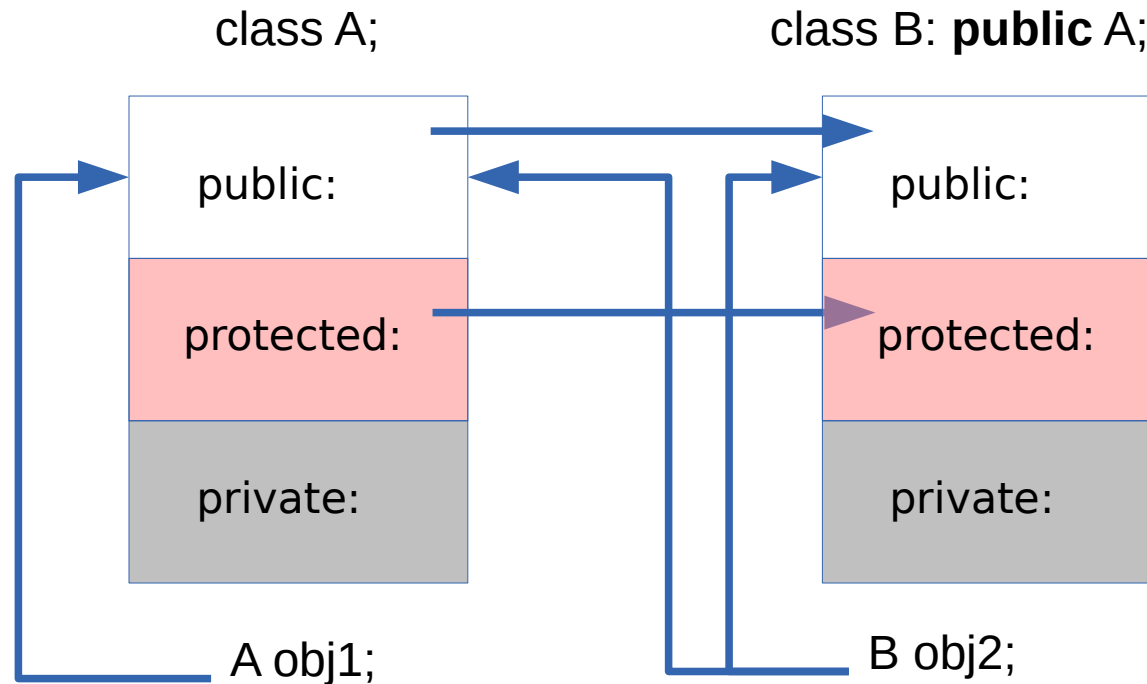 class A;
class B: public A;
public:
public:
protected:
protected:
private:
private:
A obj1;
B obj2;